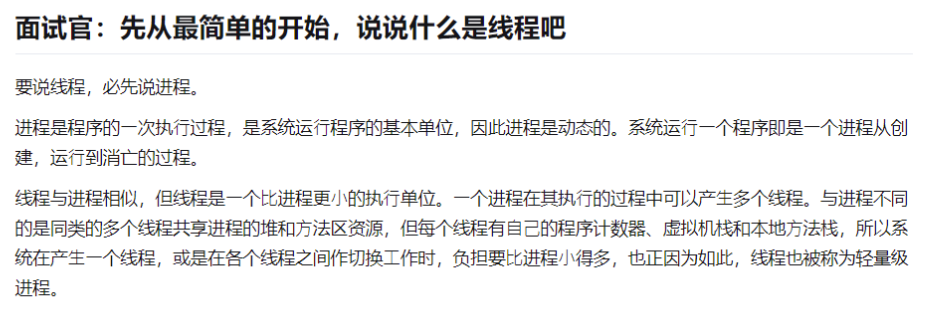 面试官：先从最简单的开始，说说什么是线程吧
要说线程，必先说进程。
进程是程序的一次执行过程，是系统运行程序的基本单位，因此进程是动态的。系统运行一个程序即是一个进程从创
建，运行到消亡的过程。
线程与进程相似，但线程是一个比进程更小的执行单位。一个进程在其执行的过程中可以产生多个线程。与进程不同
的是同类的多个线程共享进程的堆和方法区资源，但每个线程有自己的程序计数器、虚拟机栈和本地方法栈，所以系
统在产生一个线程，或是在各个线程之间作切换工作时，负担要比进程小得多，也正因为如此，线程也被称为轻量级
进程。